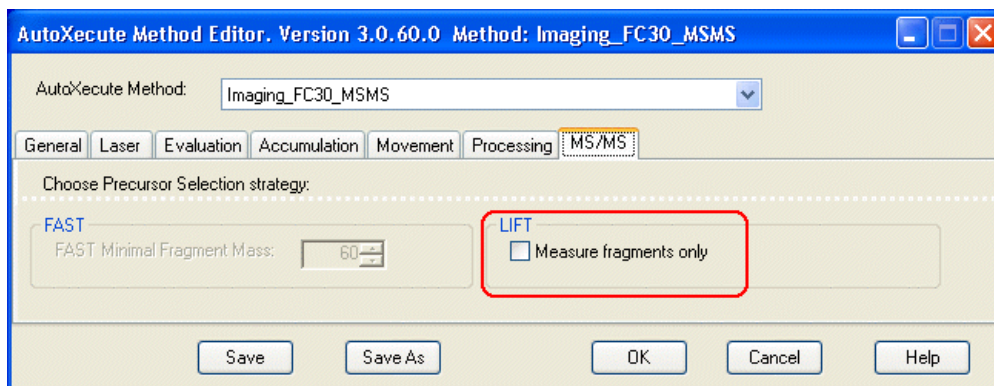 AutoXecute Method Editor. Version 3.0.60.0 Method: Imaging_FC30_MSMS
AutoXecute Method: Imaging_FC30_MSMS
General Laser Evaluation Accumulation Movement Processing MS/MS
Choose Precursor Selection strategy:
FAST LIFT
FAST Minimal Fragment Mass: 60 Measure fragments only
Save Save As OK Cancel Help